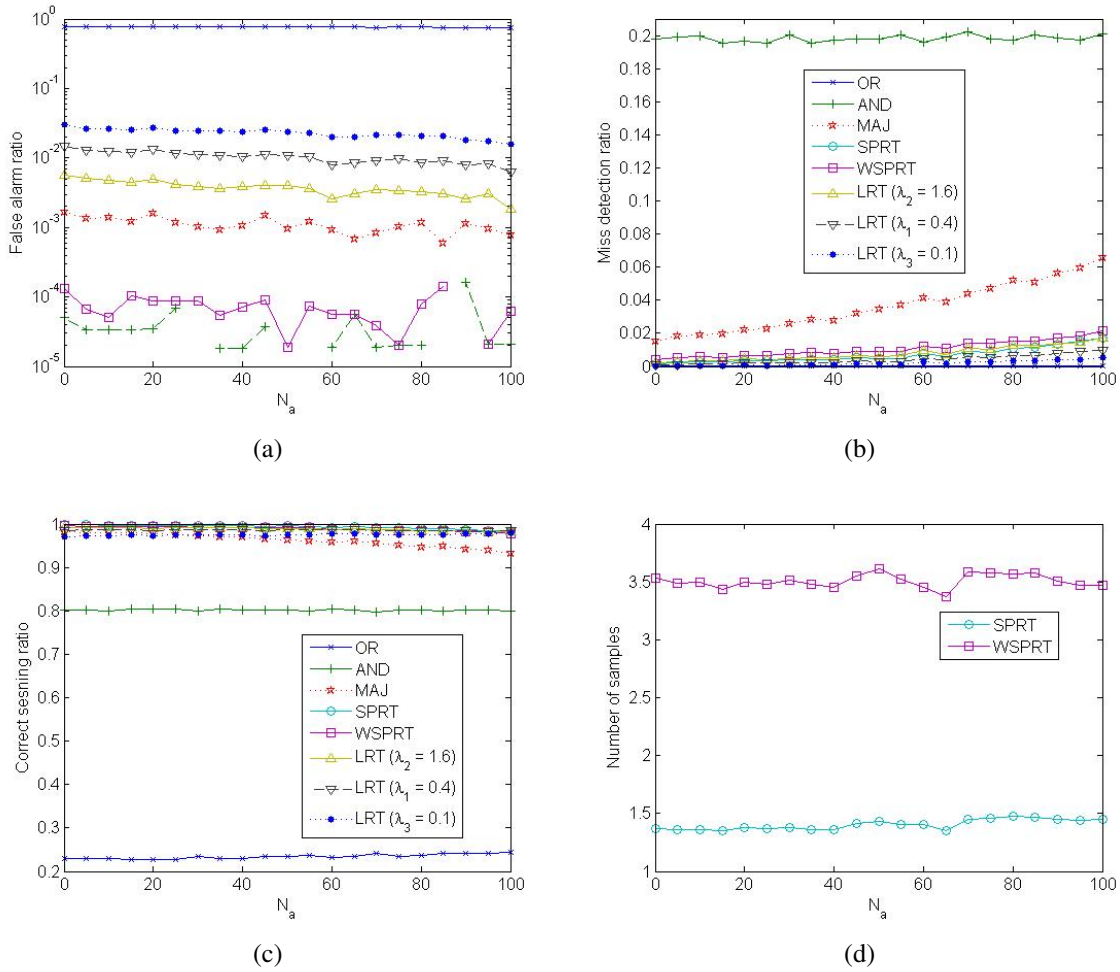 10^0
10^-1
10^-2
10^-3
10^-4
10^-5
False alarm ratio
0 20 40 60 80 100
N_a
(a)
0.2
0.18
0.16
0.14
0.12
0.1
0.08
0.06
0.04
0.02
0
Miss detection ratio
OR
AND
MAJ
SPRT
WSPRT
LRT (λ_2 = 1.6)
LRT (λ_1 = 0.4)
LRT (λ_3 = 0.1)
0 20 40 60 80 100
N_a
(b)
1
0.9
0.8
0.7
0.6
0.5
0.4
0.3
0.2
Correct sesning ratio
OR
AND
MAJ
SPRT
WSPRT
LRT (λ_2 = 1.6)
LRT (λ_1 = 0.4)
LRT (λ_3 = 0.1)
0 20 40 60 80 100
N_a
(c)
4
3.5
3
2.5
2
1.5
1
Number of samples
SPRT
WSPRT
0 20 40 60 80 100
N_a
(d)